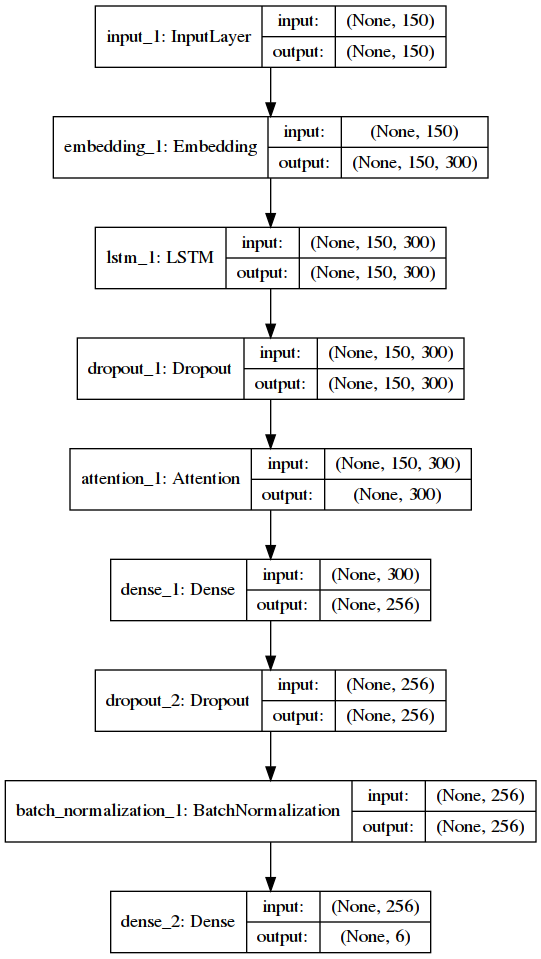 input_1: InputLayer
input: (None, 150)
output: (None, 150)
embedding_1: Embedding
input: (None, 150)
output: (None, 150, 300)
lstm_1: LSTM
input: (None, 150, 300)
output: (None, 150, 300)
dropout_1: Dropout
input: (None, 150, 300)
output: (None, 150, 300)
attention_1: Attention
input: (None, 150, 300)
output: (None, 300)
dense_1: Dense
input: (None, 300)
output: (None, 256)
dropout_2: Dropout
input: (None, 256)
output: (None, 256)
batch_normalization_1: BatchNormalization
input: (None, 256)
output: (None, 256)
dense_2: Dense
input: (None, 256)
output: (None, 6)